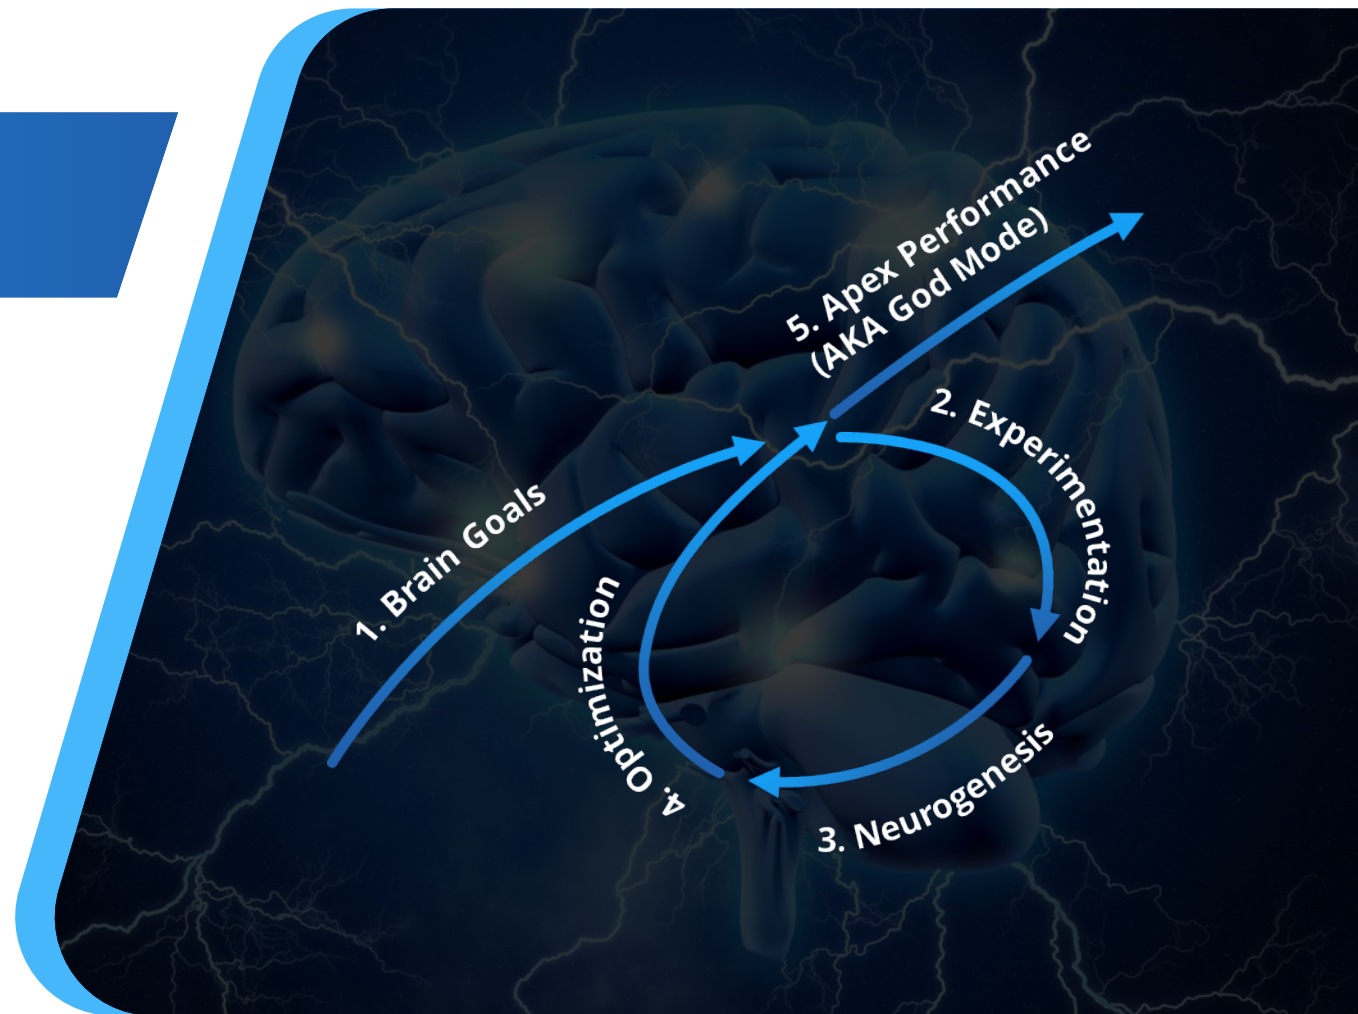 1. Brain Goals
2. Experimentation
3. Neurogenesis
4. Optimization
5. Apex Performance
(AKA God Mode)